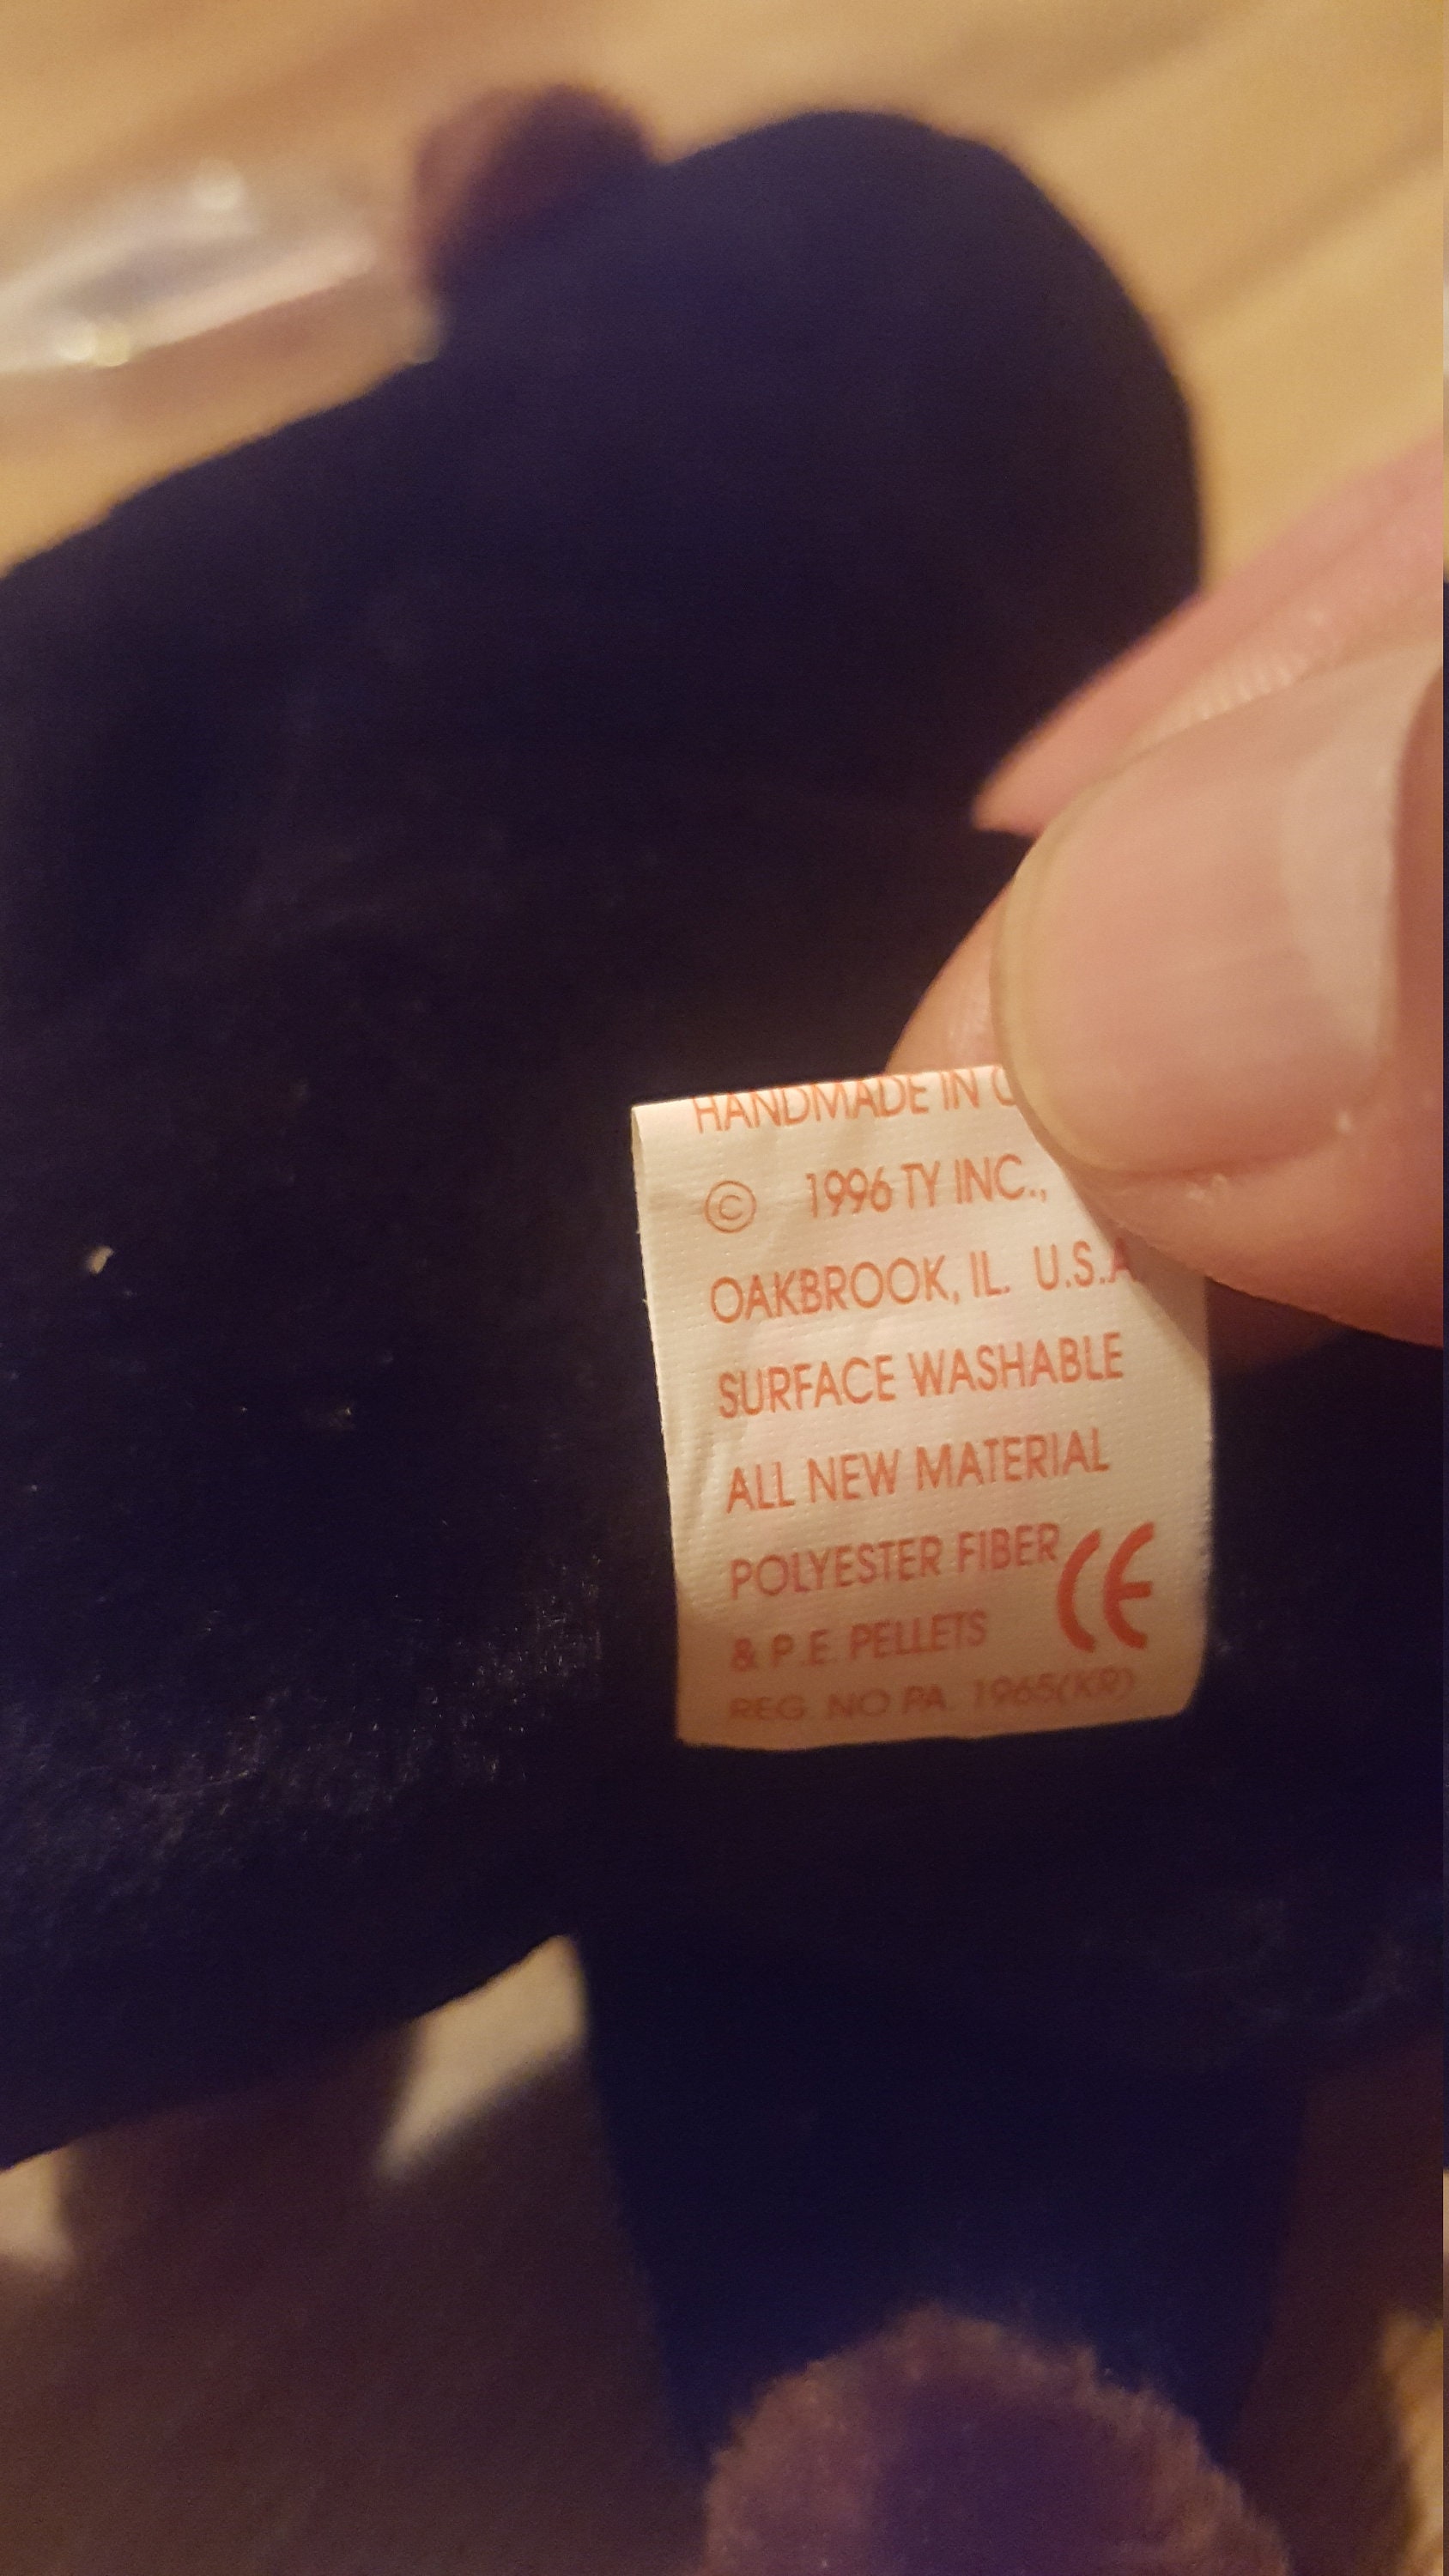 HANDMADE IN
© 1996 TY INC.,
OAKBROOK, IL. U.S.A
SURFACE WASHABLE
ALL NEW MATERIAL
POLYESTER FIBER
& P.E. PELLETS CE
REG. NO PA. 1965(KR)